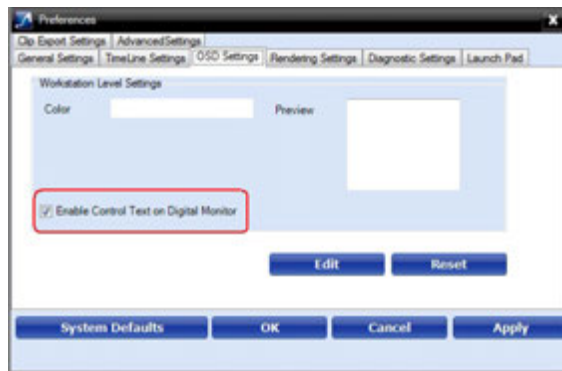 Preferences
Clip Export Settings AdvancedSettings
General Settings TimeLine Settings OSD Settings Rendering Settings Diagnostic Settings Launch Pad
Workstation Level Settings
Color Preview
Enable Control Text on Digital Monitor
Edit Reset
System Defaults OK Cancel Apply